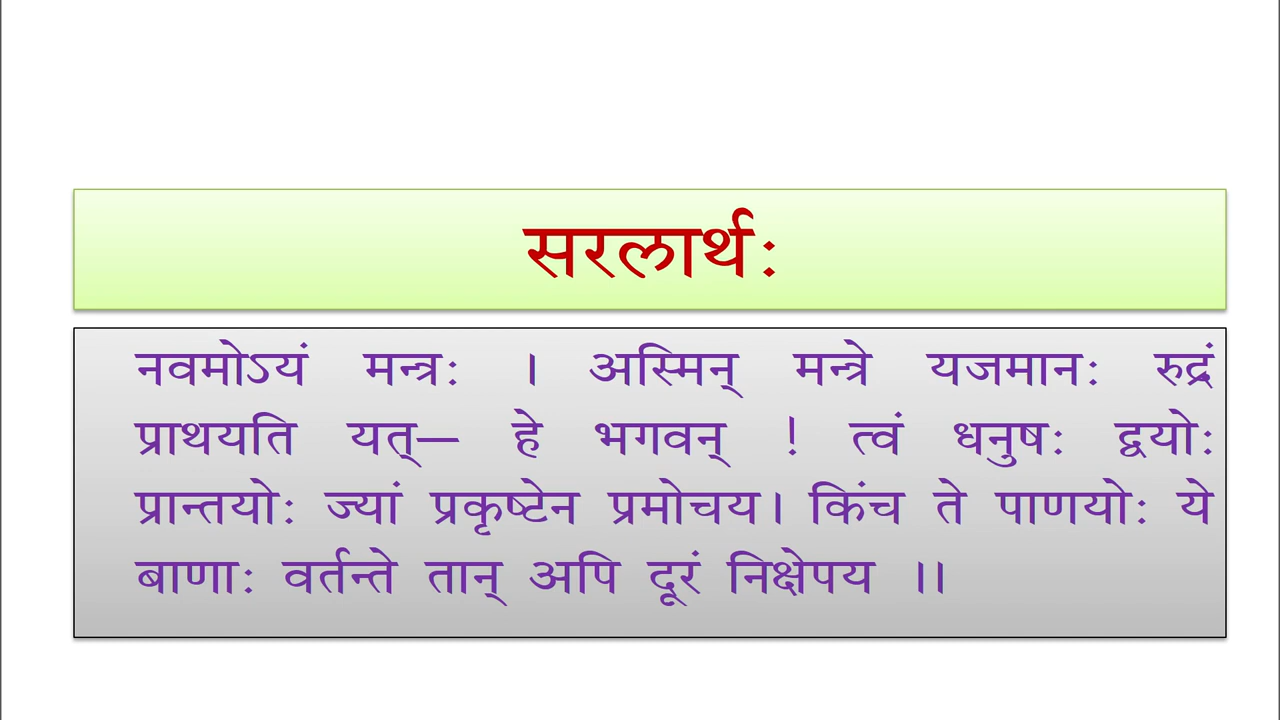 सरलार्थः
नवमोऽयं मन्त्रः । अस्मिन् मन्त्रे यजमानः रुद्रं
प्राथयति यत्— हे भगवन् ! त्वं धनुषः द्वयोः
प्रान्तयोः ज्यां प्रकृष्टेन प्रमोचय। किंच ते पाणयोः ये
बाणाः वर्तन्ते तान् अपि दूरं निक्षेपय ।।